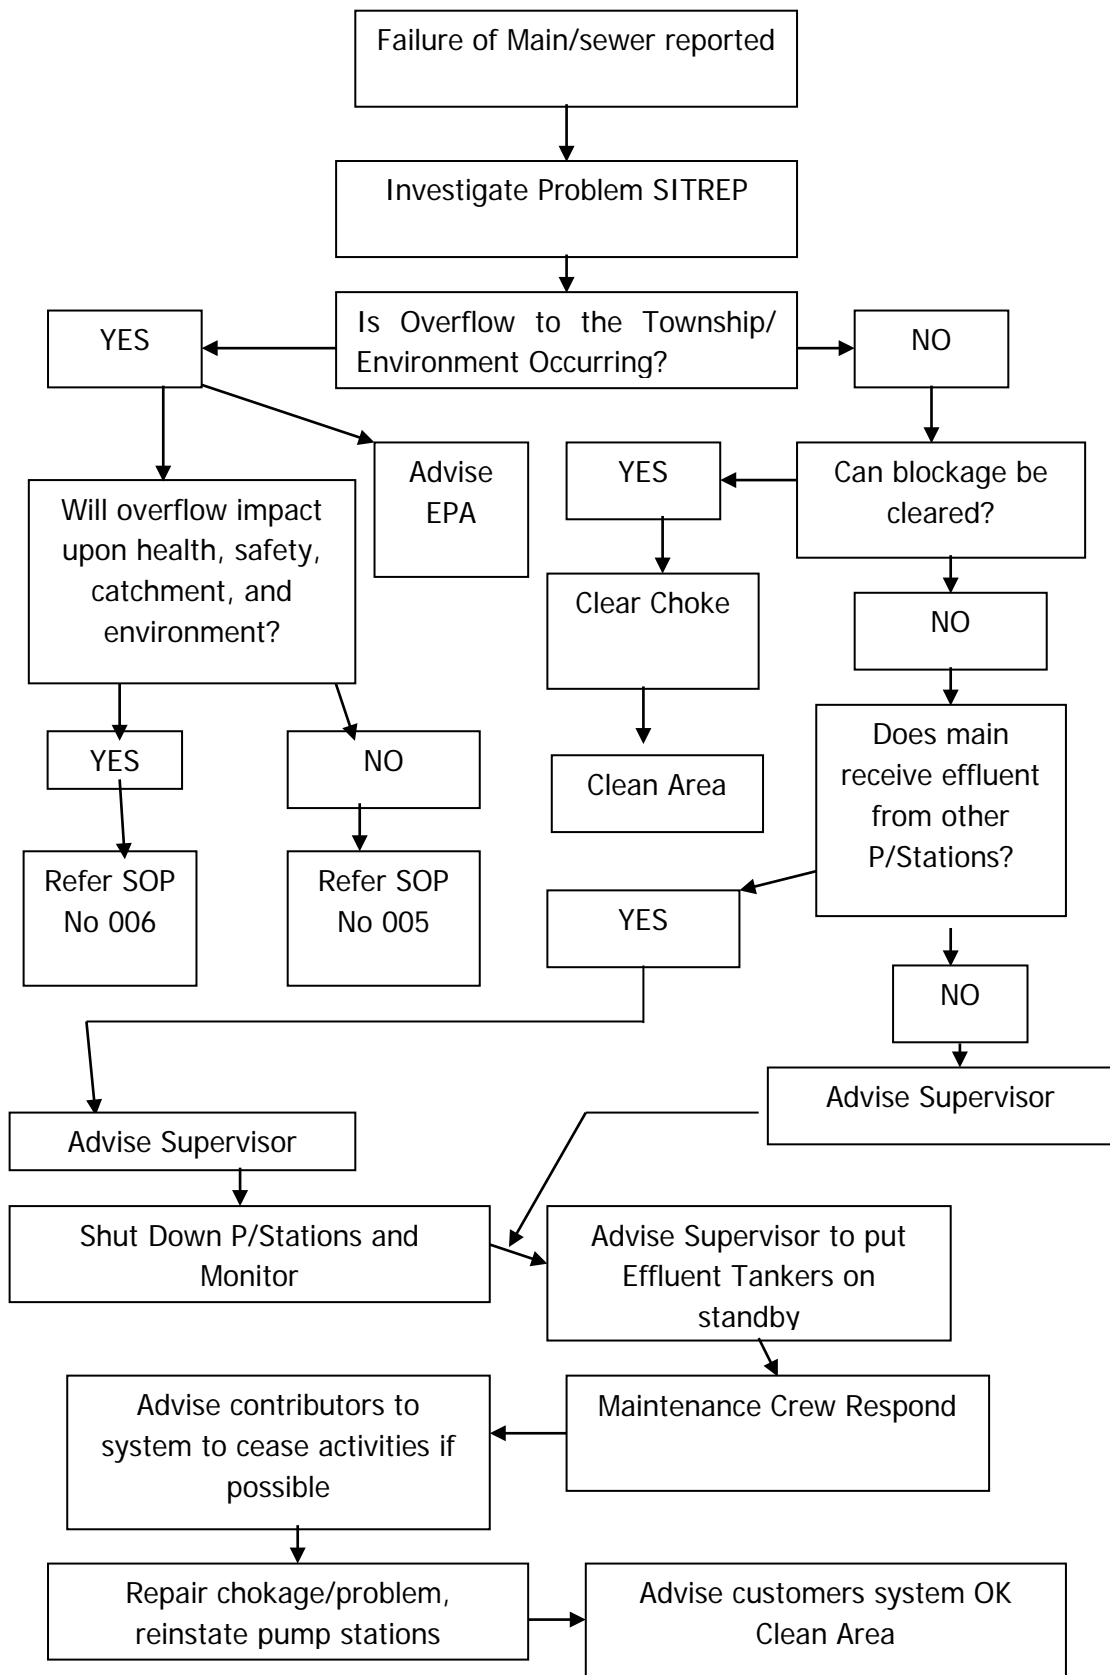 Failure of Main/sewer reported
Investigate Problem SITREP
Is Overflow to the Township/
Environment Occurring?
YES
NO
Advise
EPA
YES
Can blockage be
cleared?
Will overflow impact
upon health, safety,
catchment, and
environment?
Clear Choke
NO
YES
NO
Clean Area
Does main
receive effluent
from other
P/Stations?
Refer SOP
No 006
Refer SOP
No 005
YES
NO
Advise Supervisor
Advise Supervisor
Shut Down P/Stations and
Monitor
Advise Supervisor to put
Effluent Tankers on
standby
Maintenance Crew Respond
Advise contributors to
system to cease activities if
possible
Repair chokage/problem,
reinstate pump stations
Advise customers system OK
Clean Area